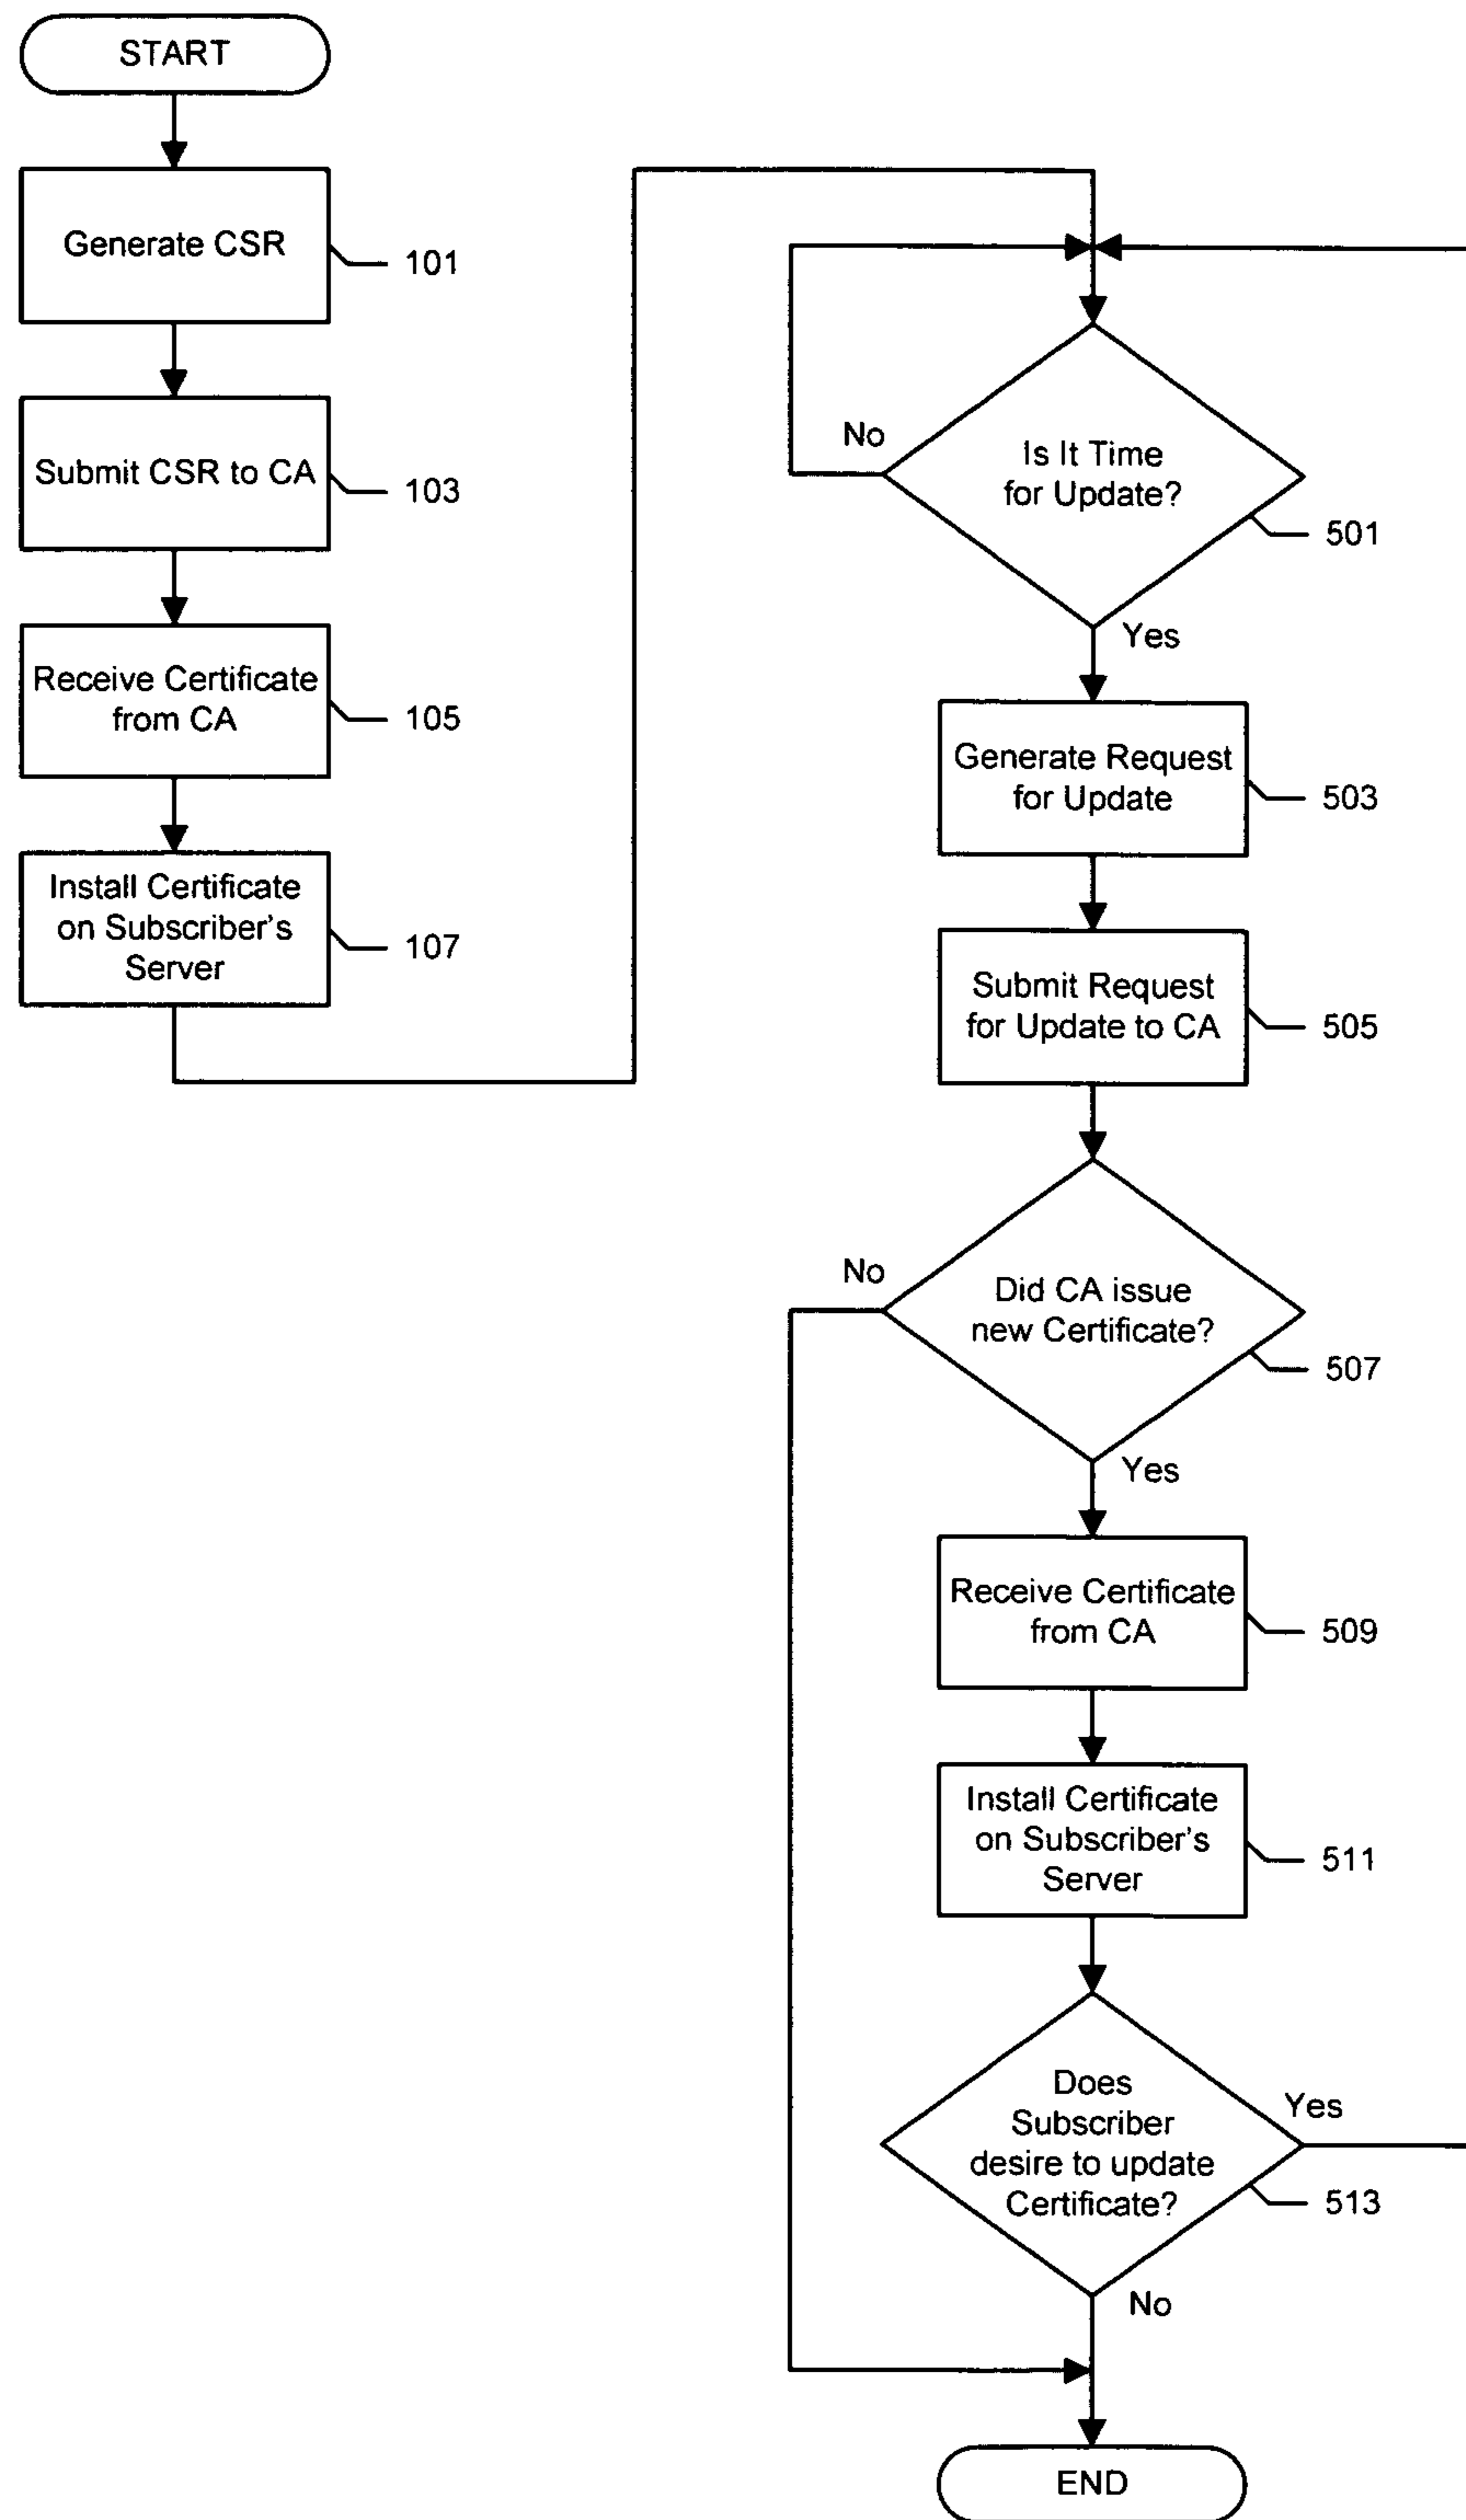 START
Generate CSR
101
Submit CSR to CA
103
Receive Certificate
from CA
105
Install Certificate
on Subscriber's
Server
107
Is It Time
for Update?
No
501
Yes
Generate Request
for Update
503
Submit Request
for Update to CA
505
Did CA issue
new Certificate?
No
507
Yes
Receive Certificate
from CA
509
Install Certificate
on Subscriber's
Server
511
Does
Subscriber
desire to update
Certificate?
Yes
513
No
END